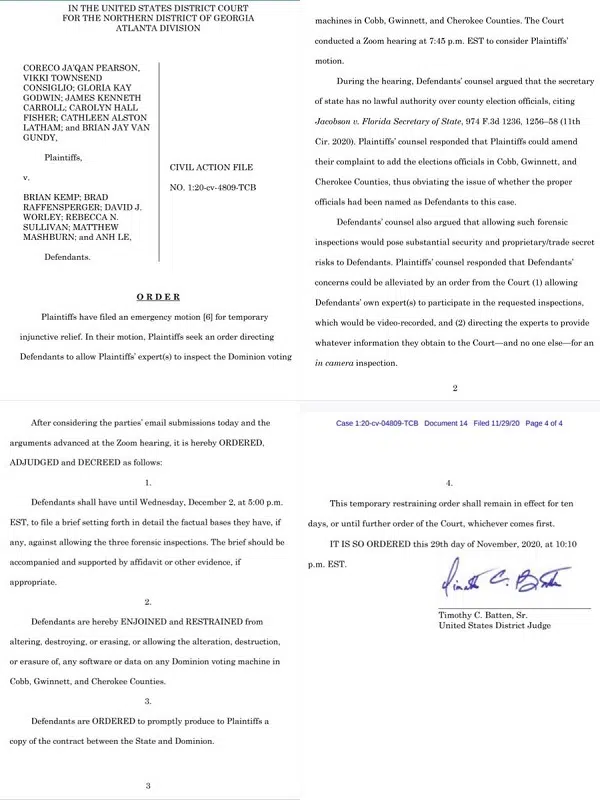 IN THE UNITED STATES DISTRICT COURT
FOR THE NORTHERN DISTRICT OF GEORGIA
ATLANTA DIVISION
CORECO JA'QAN PEARSON,
VIKKI TOWNSEND
CONSIGLIO; GLORIA KAY
GODWIN; JAMES KENNETH
CARROLL; CAROLYN HALL
FISHER; CATHLEEN ALSTON
LATHAM; and BRIAN JAY VAN
GUNDY,
Plaintiffs,
v.
BRIAN KEMP; BRAD
RAFFENSPERGER; DAVID J.
WORLEY; REBECCA N.
SULLIVAN; MATTHEW
MASHBURN; and ANH LE,
Defendants.
CIVIL ACTION FILE
NO. 1:20-cv-4809-TCB
O R D E R
Plaintiffs have filed an emergency motion [6] for temporary
injunctive relief. In their motion, Plaintiffs seek an order directing
Defendants to allow Plaintiffs' expert(s) to inspect the Dominion voting
machines in Cobb, Gwinnett, and Cherokee Counties. The Court
conducted a Zoom hearing at 7:45 p.m. EST to consider Plaintiffs'
motion.
During the hearing, Defendants' counsel argued that the secretary
of state has no lawful authority over county election officials, citing
Jacobson v. Florida Secretary of State, 974 F.3d 1236, 1256–58 (11th
Cir. 2020). Plaintiffs' counsel responded that Plaintiffs could amend
their complaint to add the elections officials in Cobb, Gwinnett, and
Cherokee Counties, thus obviating the issue of whether the proper
officials had been named as Defendants to this case.
Defendants' counsel also argued that allowing such forensic
inspections would pose substantial security and proprietary/trade secret
risks to Defendants. Plaintiffs' counsel responded that Defendants'
concerns could be alleviated by an order from the Court (1) allowing
Defendants' own expert(s) to participate in the requested inspections,
which would be video-recorded, and (2) directing the experts to provide
whatever information they obtain to the Court—and no one else—for an
in camera inspection.
2
After considering the parties' email submissions today and the
arguments advanced at the Zoom hearing, it is hereby ORDERED,
ADJUDGED and DECREED as follows:
1.
Defendants shall have until Wednesday, December 2, at 5:00 p.m.
EST, to file a brief setting forth in detail the factual bases they have, if
any, against allowing the three forensic inspections. The brief should be
accompanied and supported by affidavit or other evidence, if
appropriate.
2.
Defendants are hereby ENJOINED and RESTRAINED from
altering, destroying, or erasing, or allowing the alteration, destruction,
or erasure of, any software or data on any Dominion voting machine in
Cobb, Gwinnett, and Cherokee Counties.
3.
Defendants are ORDERED to promptly produce to Plaintiffs a
copy of the contract between the State and Dominion.
3
Case 1:20-cv-04809-TCB Document 14 Filed 11/29/20 Page 4 of 4
4.
This temporary restraining order shall remain in effect for ten
days, or until further order of the Court, whichever comes first.
IT IS SO ORDERED this 29th day of November, 2020, at 10:10
p.m. EST.
Timothy C. Batten
Timothy C. Batten, Sr.
United States District Judge